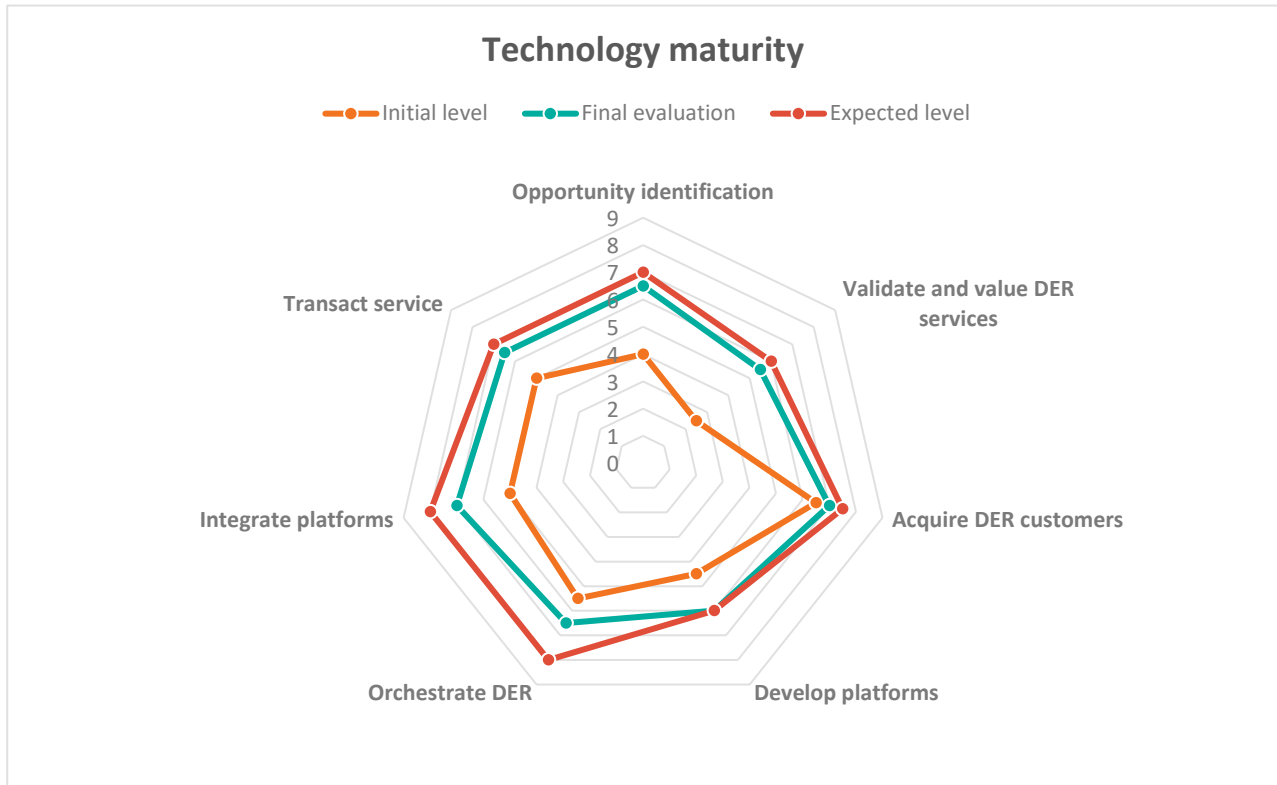 Technology maturity
Initial level
Final evaluation
Expected level
Opportunity identification
9
8
7
6
5
4
3
2
1
0
Validate and value DER
services
Acquire DER customers
Develop platforms
Orchestrate DER
Integrate platforms
Transact service